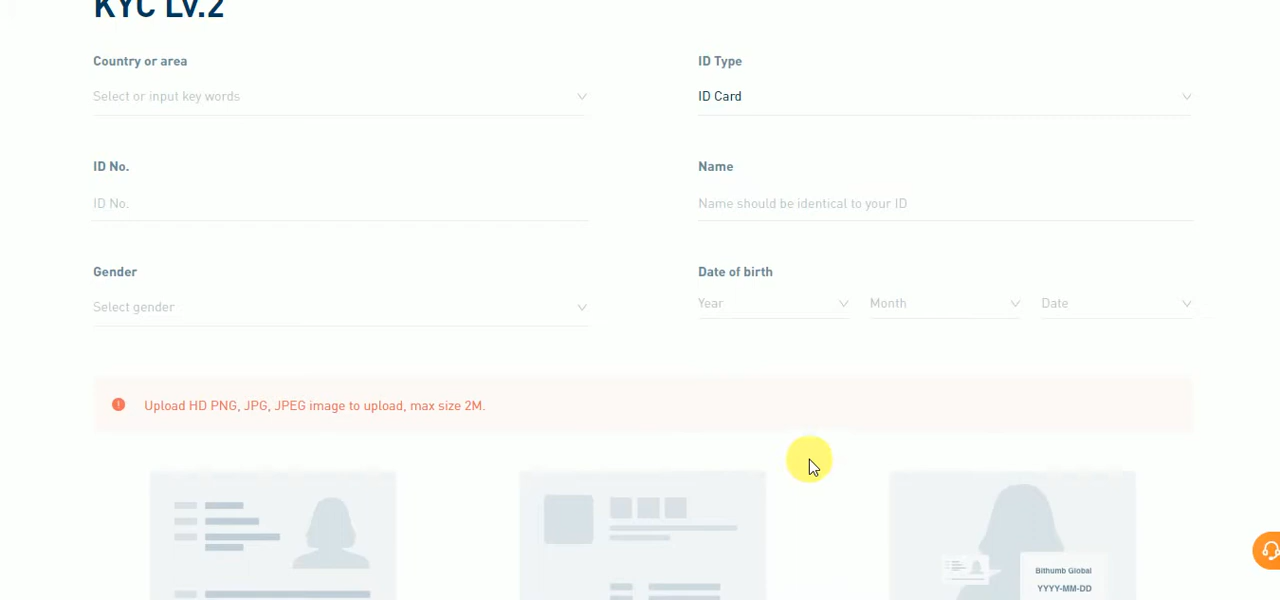 KYC Lv.2
Country or area
ID Type
Select or input key words
ID Card
ID No.
Name
ID No.
Name should be identical to your ID
Gender
Date of birth
Select gender
Year
Month
Date
Upload HD PNG, JPG, JPEG image to upload, max size 2M.
Bithumb Global
YYYY-MM-DD